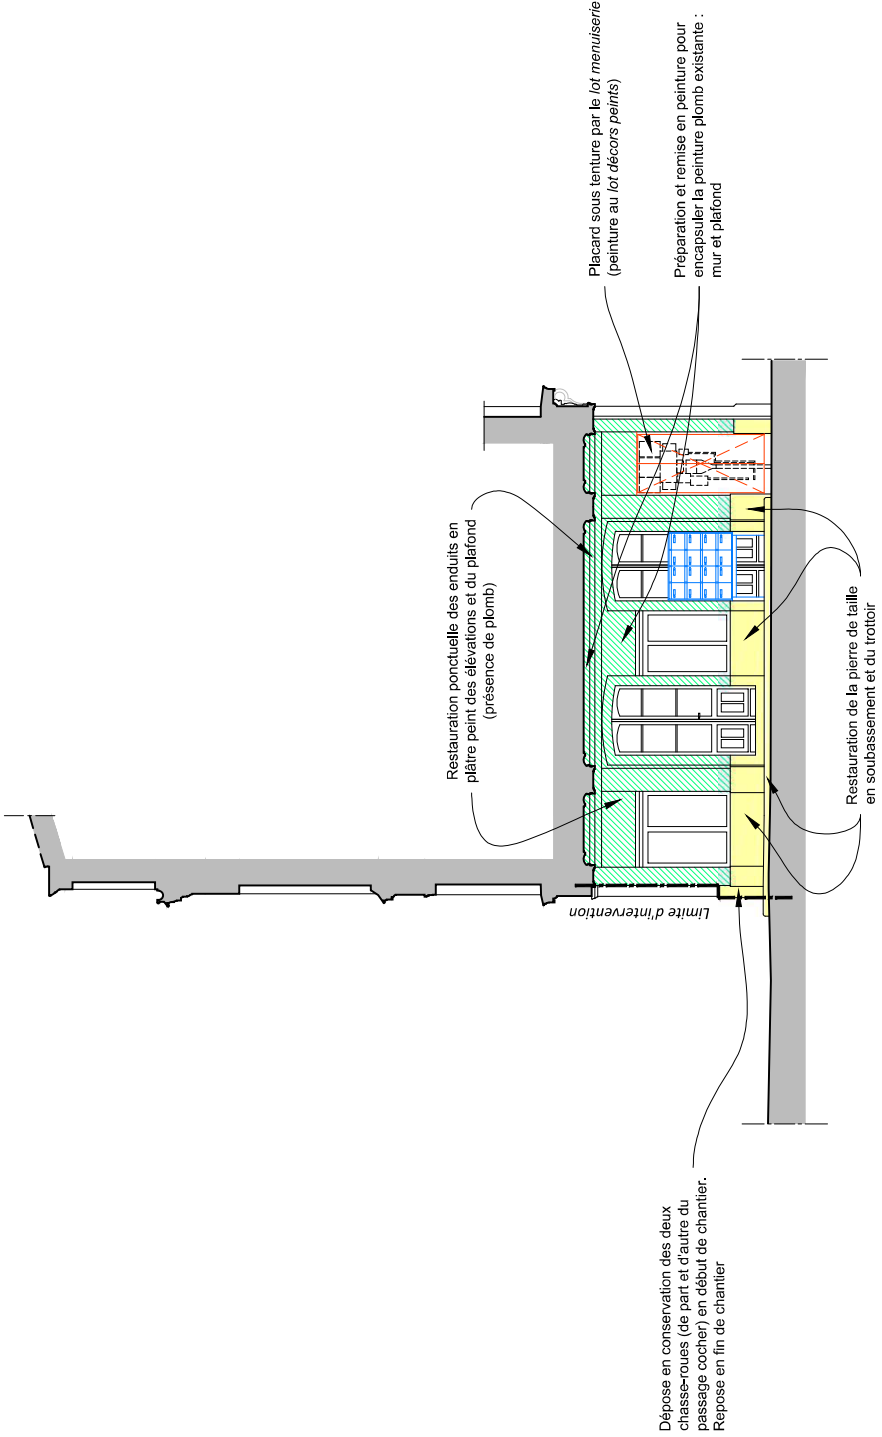 Placard sous tenture par le lot menuiserie
(peinture au lot décors peints)
Préparation et remise en peinture pour
encapsuler la peinture plomb existante :
mur et plafond
Restauration ponctuelle des enduits en
plâtre peint des élévations et du plafond
(présence de plomb)
Restauration de la pierre de taille
en soubassement et du trottoir
Limite d'intervention
Dépose en conservation des deux
chasse-roues (de part et d'autre du
passage cocher) en début de chantier.
Repose en fin de chantier